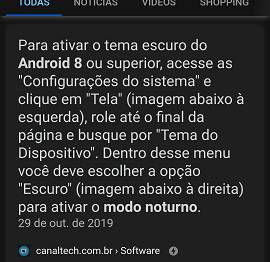 TODAS NOTÍCIAS VÍDEOS SHOPPING
Para ativar o tema escuro do
Android 8 ou superior, acesse as
"Configurações do sistema" e
clique em "Tela" (imagem abaixo à
esquerda), role até o final da
página e busque por "Tema do
Dispositivo". Dentro desse menu
você deve escolher a opção
"Escuro" (imagem abaixo à direita)
para ativar o modo noturno.
29 de out. de 2019
canaltech.com.br › Software